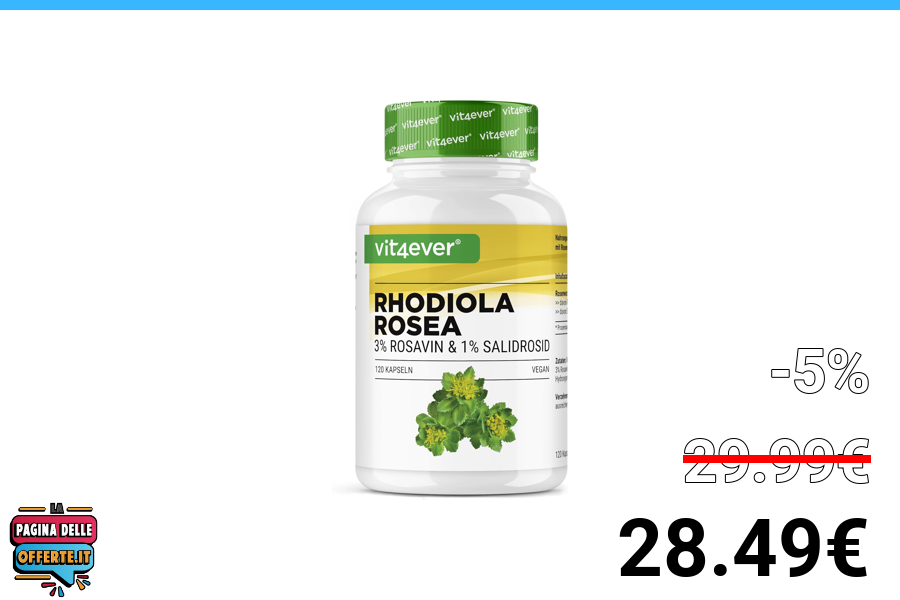 vit4ever®
RHODIOLA
ROSEA
3% ROSAVIN & 1% SALIDROSID
120 KAPSELN
VEGAN
-5%
29.99€
28.49€
LA
PAGINA DELLE
OFFERTE.IT